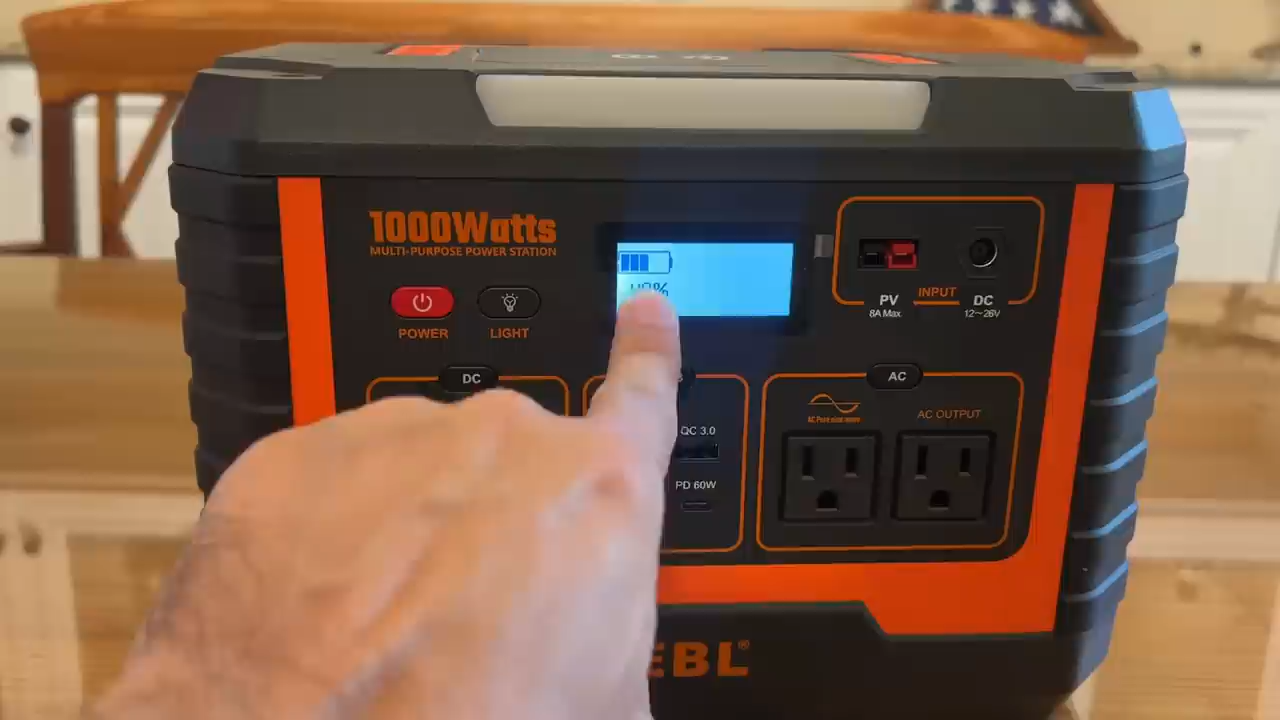 1000Watts
MULTI-PURPOSE POWER STATION
POWER
LIGHT
INPUT
PV
8A Max.
DC
12~26V
DC
QC 3.0
PD 60W
AC
AC OUTPUT
EBL®